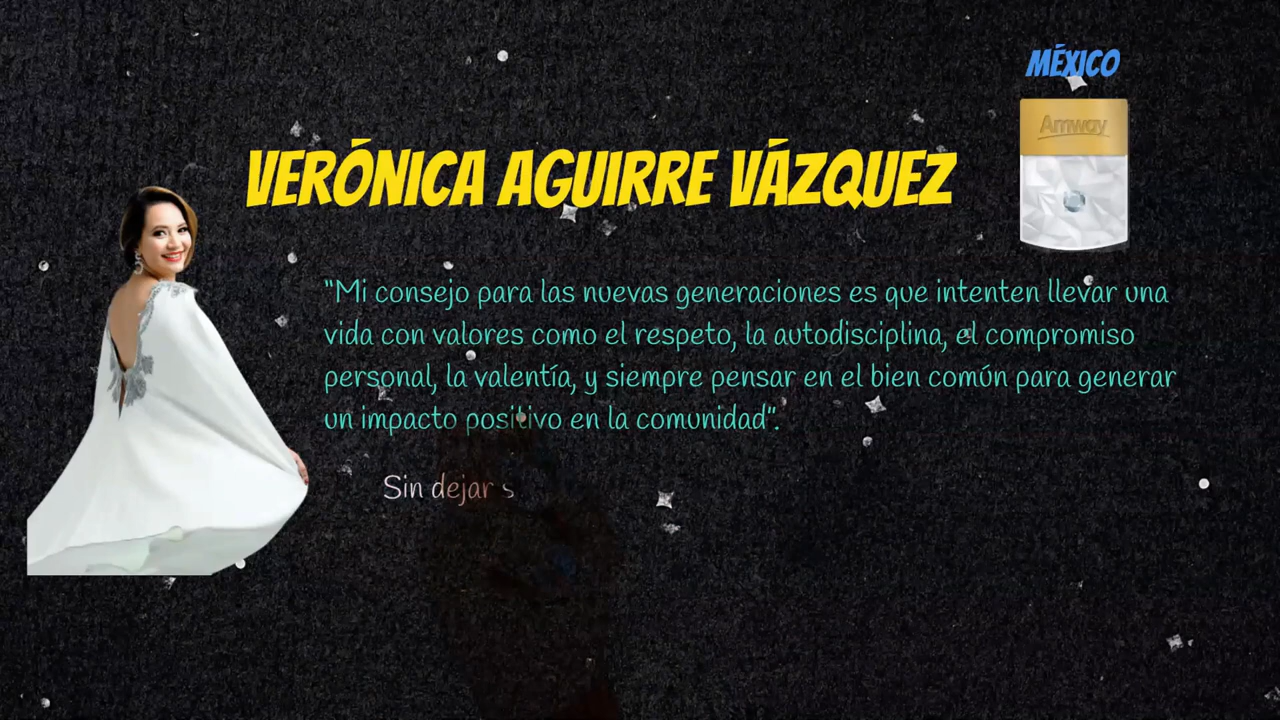 MÉXICO
Amway
VERÓNICA AGUIRRE VÁZQUEZ
"Mi consejo para las nuevas generaciones es que intenten llevar una
vida con valores como el respeto, la autodisciplina, el compromiso
personal, la valentía, y siempre pensar en el bien común para generar
un impacto positivo en la comunidad".
Sin dejar s